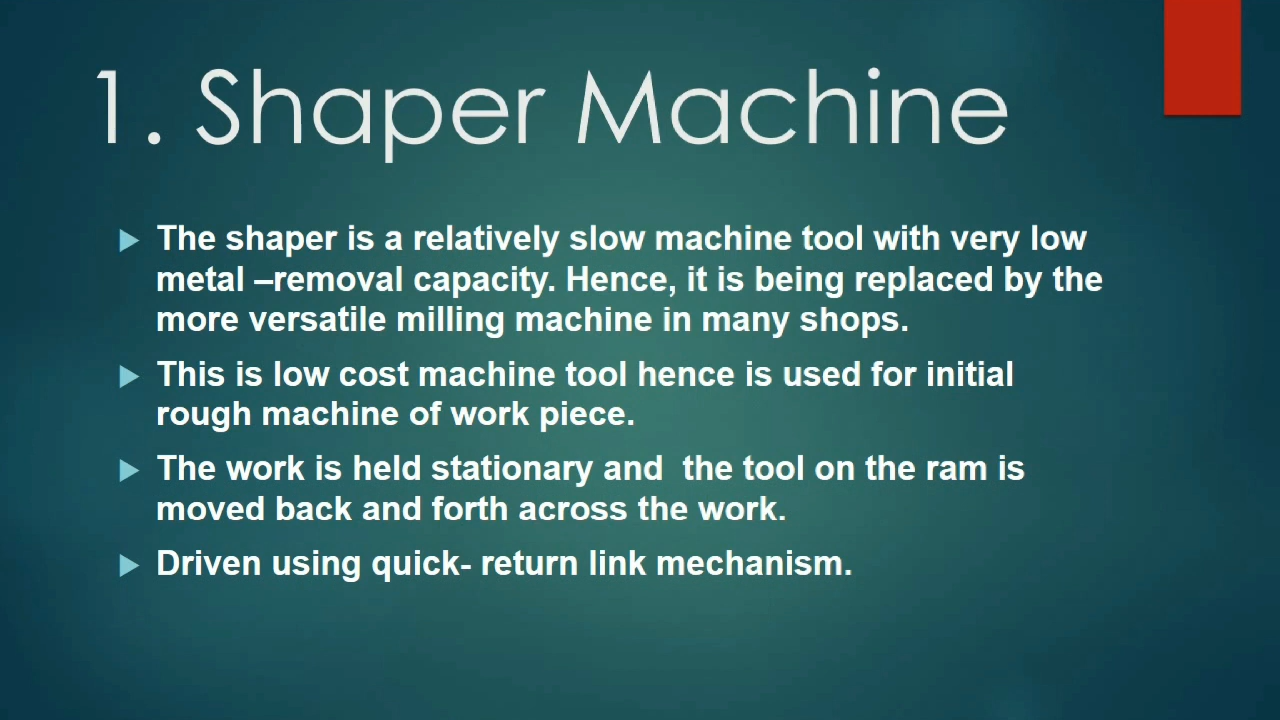 1. Shaper Machine
The shaper is a relatively slow machine tool with very low
metal –removal capacity. Hence, it is being replaced by the
more versatile milling machine in many shops.
This is low cost machine tool hence is used for initial
rough machine of work piece.
The work is held stationary and  the tool on the ram is
moved back and forth across the work.
Driven using quick- return link mechanism.